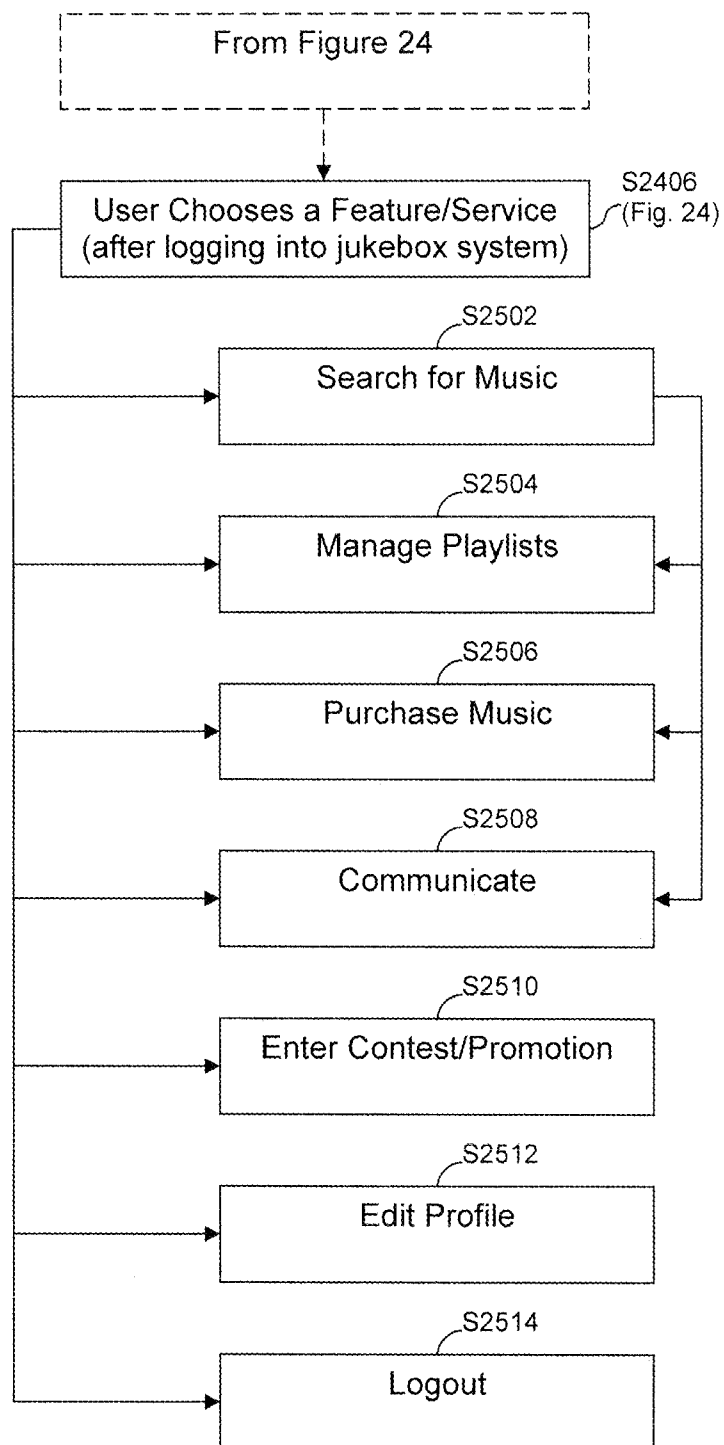 From Figure 24
User Chooses a Feature/Service
(after logging into jukebox system)
S2406
(Fig. 24)
S2502
Search for Music
S2504
Manage Playlists
S2506
Purchase Music
S2508
Communicate
S2510
Enter Contest/Promotion
S2512
Edit Profile
S2514
Logout